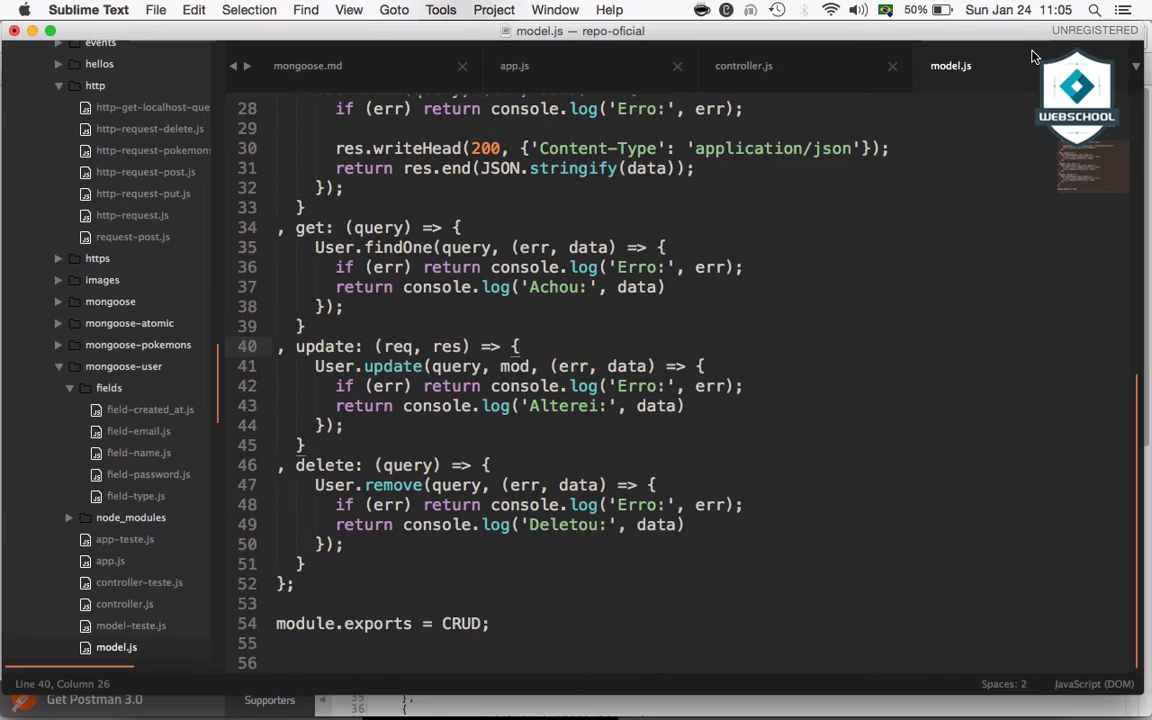 Sublime Text File Edit Selection Find View Goto Tools Project Window Help 50% Sun Jan 24 11:05
model.js — repo-oficial UNREGISTERED
events
hellos
http
http-get-localhost-que
http-request-delete.js
http-request-pokemons
http-request-post.js
http-request-put.js
http-request.js
request-post.js
https
images
mongoose
mongoose-atomic
mongoose-pokemons
mongoose-user
fields
field-created_at.js
field-email.js
field-name.js
field-password.js
field-type.js
node_modules
app-teste.js
app.js
controller-teste.js
controller.js
model-teste.js
model.js
mongoose.md app.js controller.js model.js
WEBSCHOOL
28 if (err) return console.log('Erro:', err);
29
30 res.writeHead(200, {'Content-Type': 'application/json'});
31 return res.end(JSON.stringify(data));
32 });
33 }
34 , get: (query) => {
35 User.findOne(query, (err, data) => {
36 if (err) return console.log('Erro:', err);
37 return console.log('Achou:', data)
38 });
39 }
40 , update: (req, res) => {
41 User.update(query, mod, (err, data) => {
42 if (err) return console.log('Erro:', err);
43 return console.log('Alterei:', data)
44 });
45 }
46 , delete: (query) => {
47 User.remove(query, (err, data) => {
48 if (err) return console.log('Erro:', err);
49 return console.log('Deletou:', data)
50 });
51 }
52 };
53
54 module.exports = CRUD;
55
56
Line 40, Column 26 Spaces: 2 JavaScript (DOM)
Get Postman 3.0 Supporters
36 {